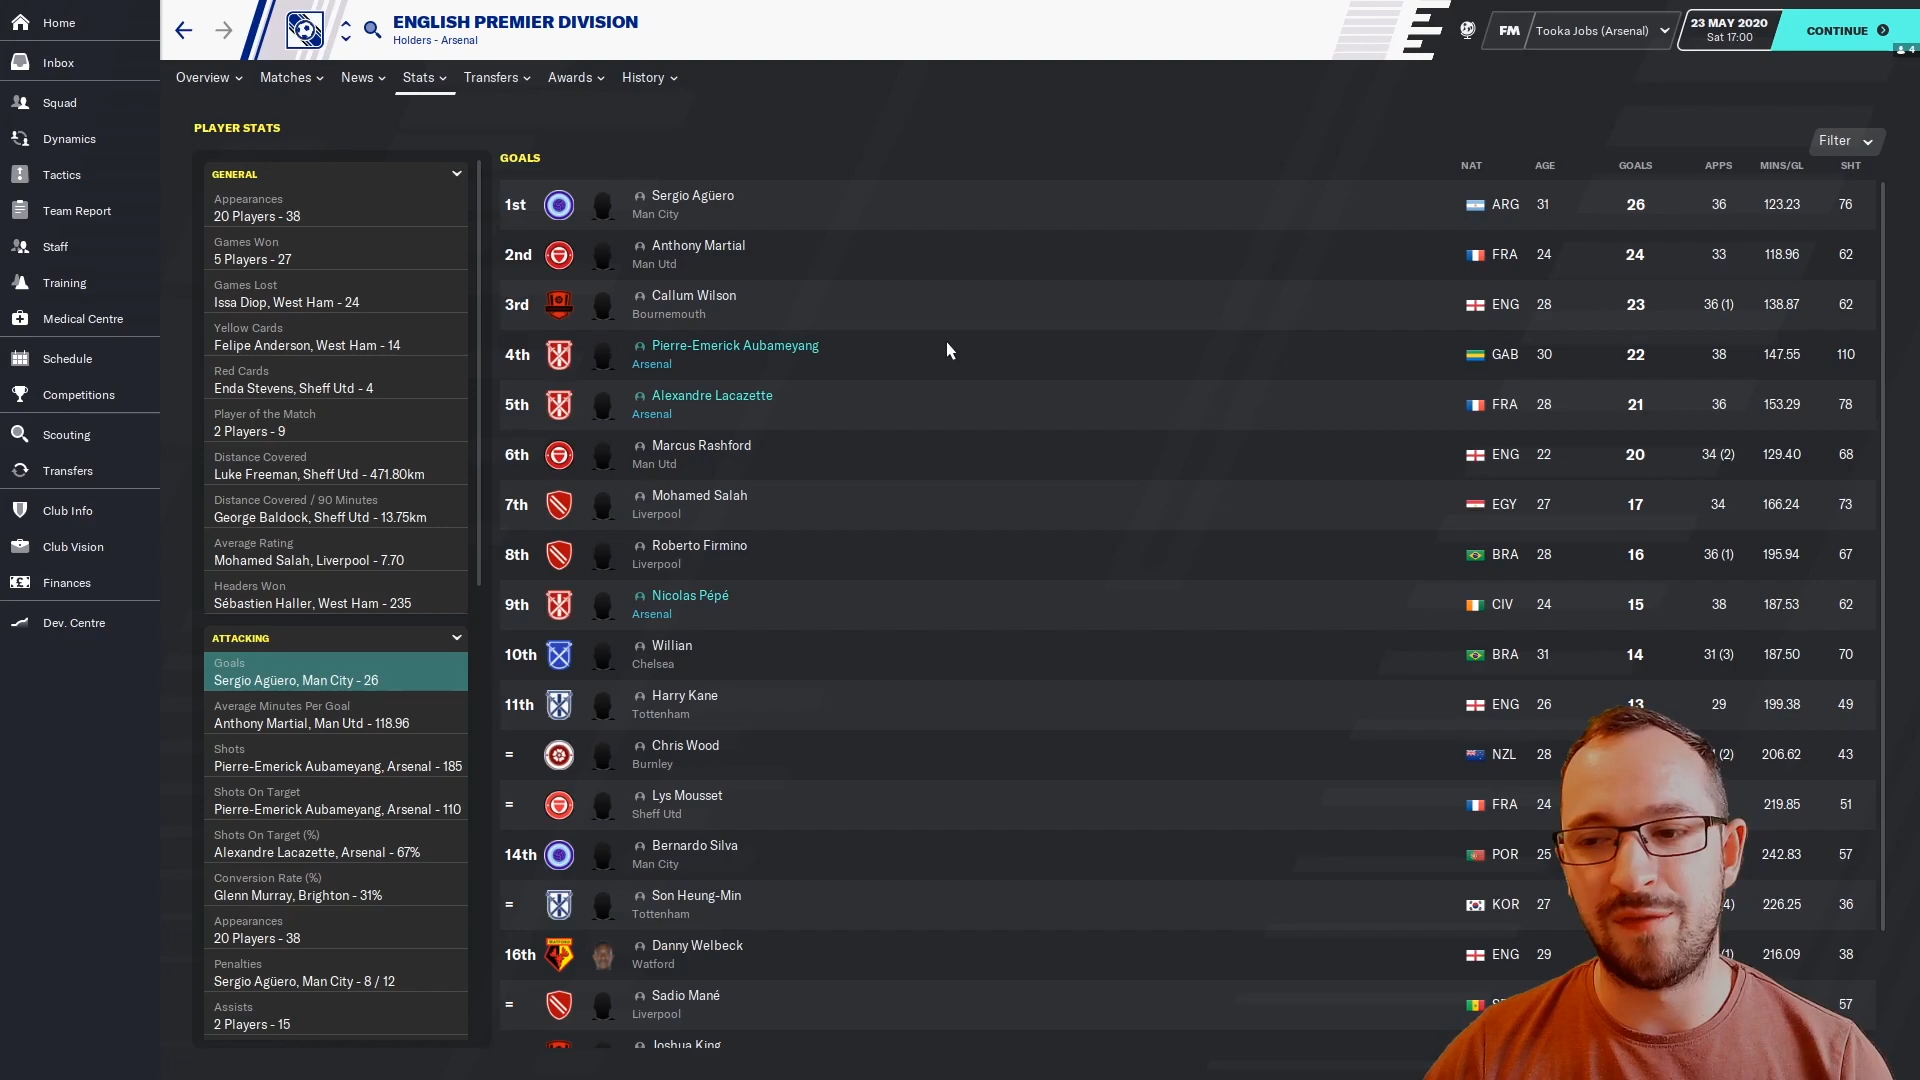 Home
Inbox
Squad
Dynamics
Tactics
Team Report
Staff
Training
Medical Centre
Schedule
Competitions
Scouting
Transfers
Club Info
Club Vision
Finances
Dev. Centre
ENGLISH PREMIER DIVISION
Holders - Arsenal
FM Tooka Jobs (Arsenal)
23 MAY 2020
Sat 17:00
CONTINUE
4
Overview Matches News Stats Transfers Awards History
PLAYER STATS
Filter
GENERAL
Appearances
20 Players - 38
Games Won
5 Players - 27
Games Lost
Issa Diop, West Ham - 24
Yellow Cards
Felipe Anderson, West Ham - 14
Red Cards
Enda Stevens, Sheff Utd - 4
Player of the Match
2 Players - 9
Distance Covered
Luke Freeman, Sheff Utd - 471.80km
Distance Covered / 90 Minutes
George Baldock, Sheff Utd - 13.75km
Average Rating
Mohamed Salah, Liverpool - 7.70
Headers Won
Sébastien Haller, West Ham - 235
ATTACKING
Goals
Sergio Agüero, Man City - 26
Average Minutes Per Goal
Anthony Martial, Man Utd - 118.96
Shots
Pierre-Emerick Aubameyang, Arsenal - 185
Shots On Target
Pierre-Emerick Aubameyang, Arsenal - 110
Shots On Target (%)
Alexandre Lacazette, Arsenal - 67%
Conversion Rate (%)
Glenn Murray, Brighton - 31%
Appearances
20 Players - 38
Penalties
Sergio Agüero, Man City - 8 / 12
Assists
2 Players - 15
GOALS
NAT AGE GOALS APPS MINS/GL SHT
1st Sergio Agüero ARG 31 26 36 123.23 76
Man City
2nd Anthony Martial FRA 24 24 33 118.96 62
Man Utd
3rd Callum Wilson ENG 28 23 36 (1) 138.87 62
Bournemouth
4th Pierre-Emerick Aubameyang GAB 30 22 38 147.55 110
Arsenal
5th Alexandre Lacazette FRA 28 21 36 153.29 78
Arsenal
6th Marcus Rashford ENG 22 20 34 (2) 129.40 68
Man Utd
7th Mohamed Salah EGY 27 17 34 166.24 73
Liverpool
8th Roberto Firmino BRA 28 16 36 (1) 195.94 67
Liverpool
9th Nicolas Pépé CIV 24 15 38 187.53 62
Arsenal
10th Willian BRA 31 14 31 (3) 187.50 70
Chelsea
11th Harry Kane ENG 26 13 29 199.38 49
Tottenham
= Chris Wood NZL 28 (2) 206.62 43
Burnley
= Lys Mousset FRA 24 219.85 51
Sheff Utd
14th Bernardo Silva POR 25 242.83 57
Man City
= Son Heung-Min KOR 27 4) 226.25 36
Tottenham
16th Danny Welbeck ENG 29 (1) 216.09 38
Watford
= Sadio Mané 57
Liverpool
Joshua King